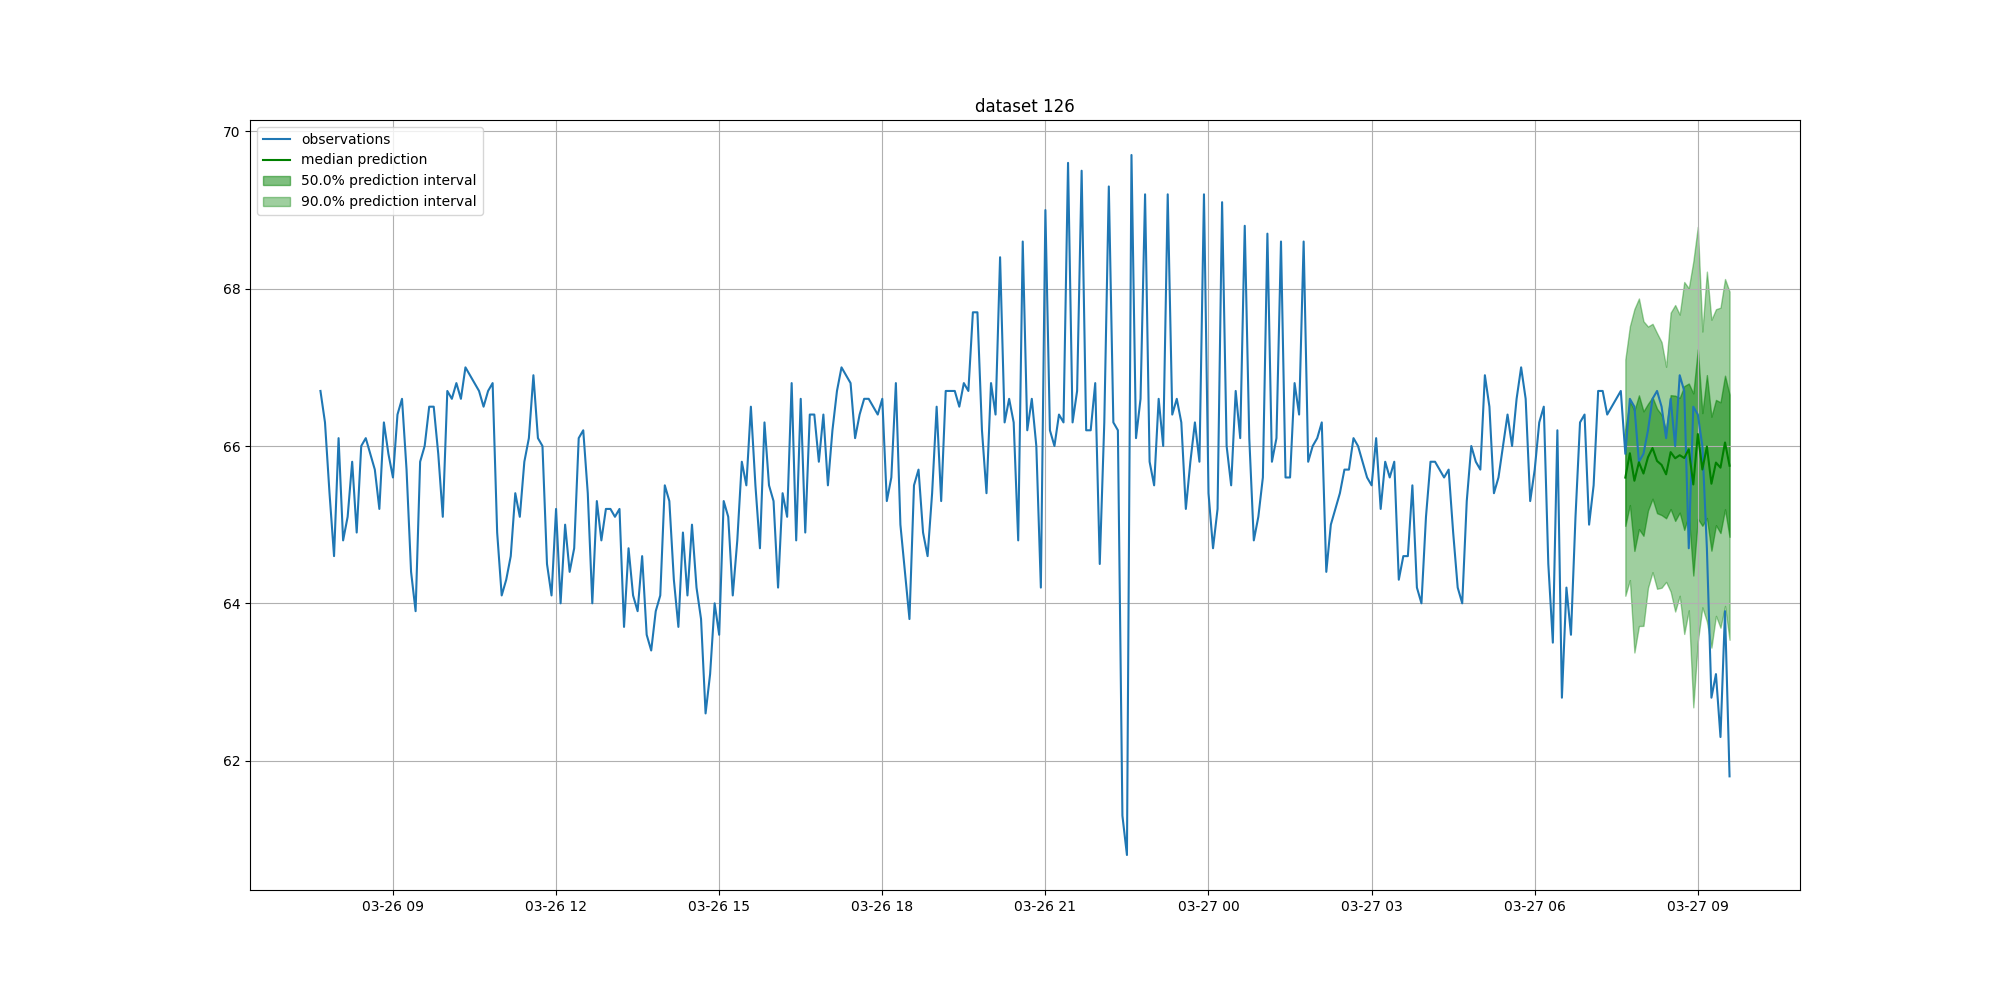 dataset 126
observations
median prediction
50.0% prediction interval
90.0% prediction interval
70
68
66
64
62
03-26 09
03-26 12
03-26 15
03-26 18
03-26 21
03-27 00
03-27 03
03-27 06
03-27 09